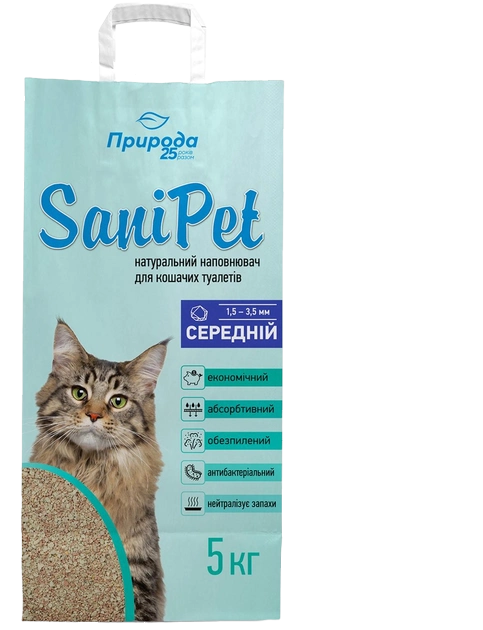 Природа
25 років
разом
SaniPet
натуральний наповнювач
для кошачих туалетів
1,5 – 3,5 мм
СЕРЕДНІЙ
економічний
абсорбтивний
обезпилений
антибактеріальний
нейтралізує запахи
5 кг